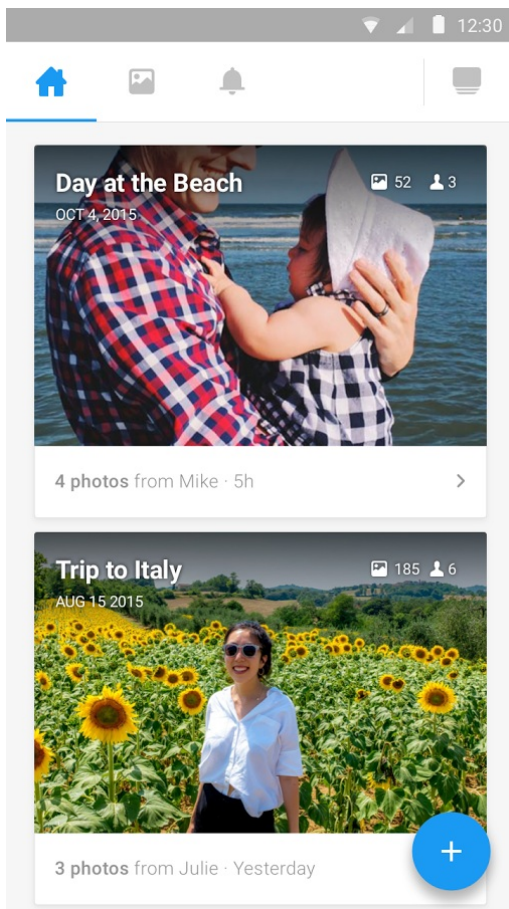 12:30
Day at the Beach 52 3
OCT 4, 2015
4 photos from Mike · 5h
Trip to Italy 185 6
AUG 15 2015
3 photos from Julie · Yesterday